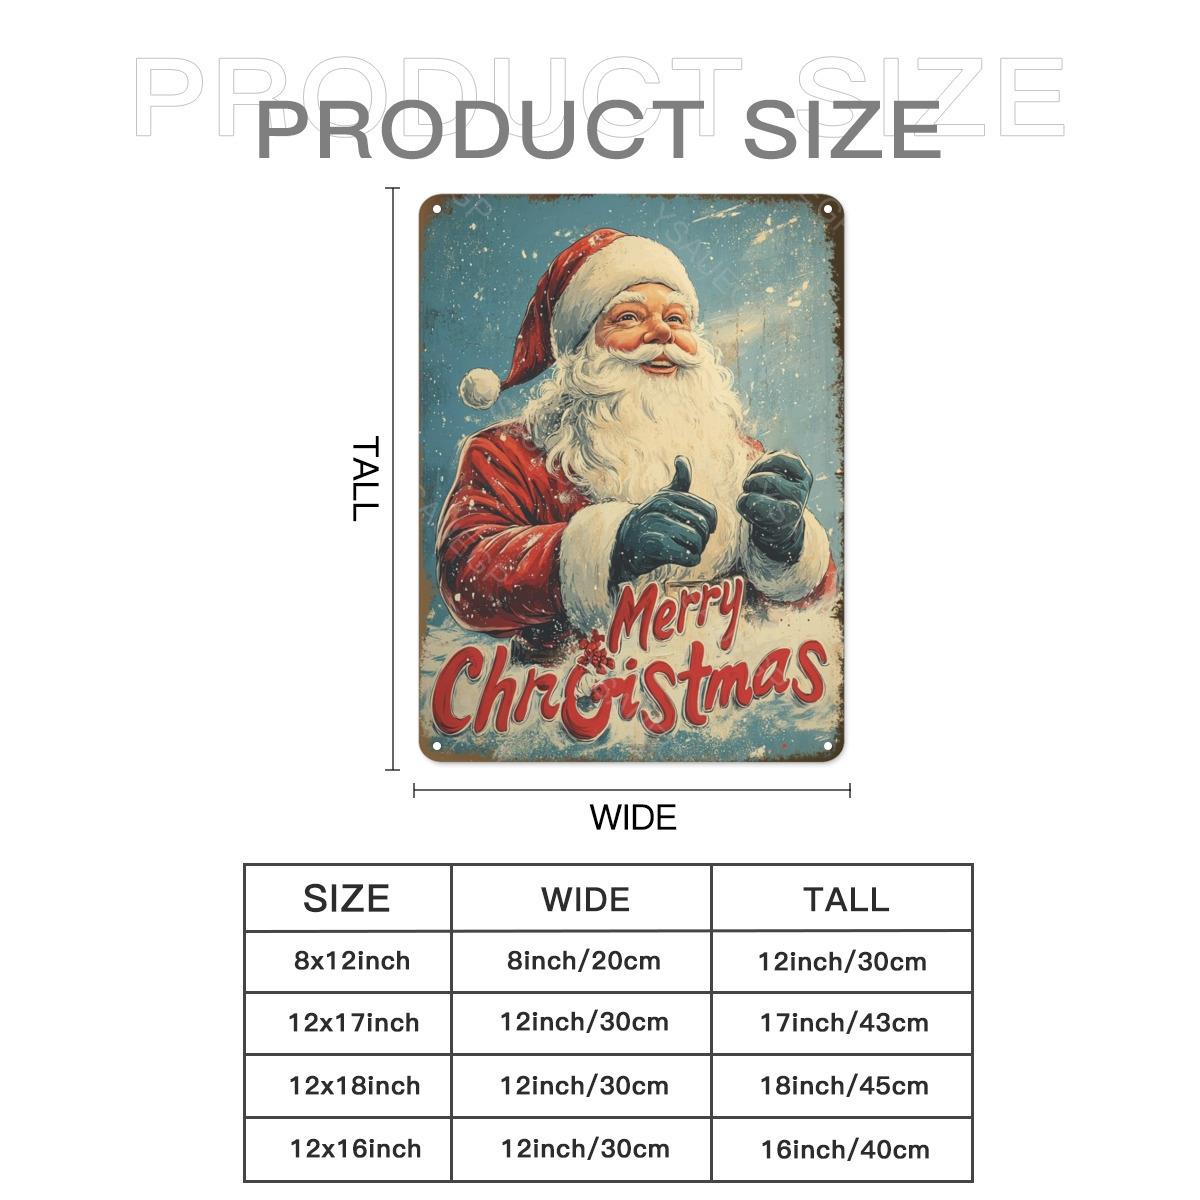 PRODUCT SIZE
PRODUCT SIZE
TALL
Merry
Christmas
WIDE
SIZE WIDE TALL
8x12inch 8inch/20cm 12inch/30cm
12x17inch 12inch/30cm 17inch/43cm
12x18inch 12inch/30cm 18inch/45cm
12x16inch 12inch/30cm 16inch/40cm